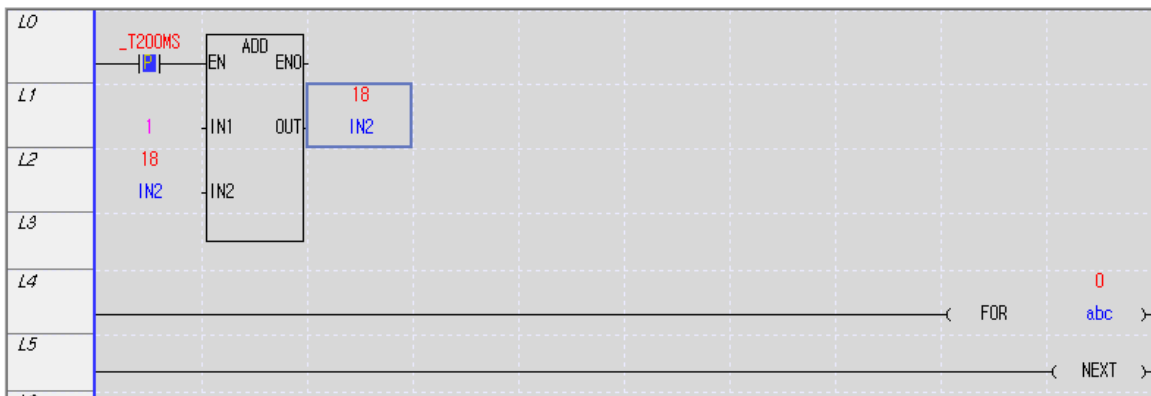 L0
_T200MS
P
ADD
EN ENO
L1
18
1 IN1 OUT IN2
L2
18
IN2 IN2
L3
L4
0
FOR abc
L5
NEXT